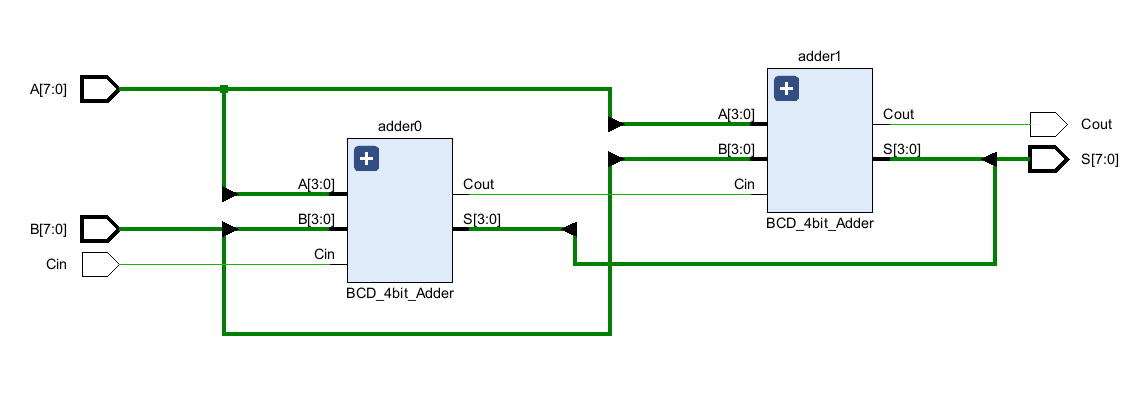 A[7:0]
B[7:0]
Cin
adder0
A[3:0]
B[3:0]
Cin
Cout
S[3:0]
BCD_4bit_Adder
adder1
A[3:0]
B[3:0]
Cin
Cout
S[3:0]
BCD_4bit_Adder
Cout
S[7:0]